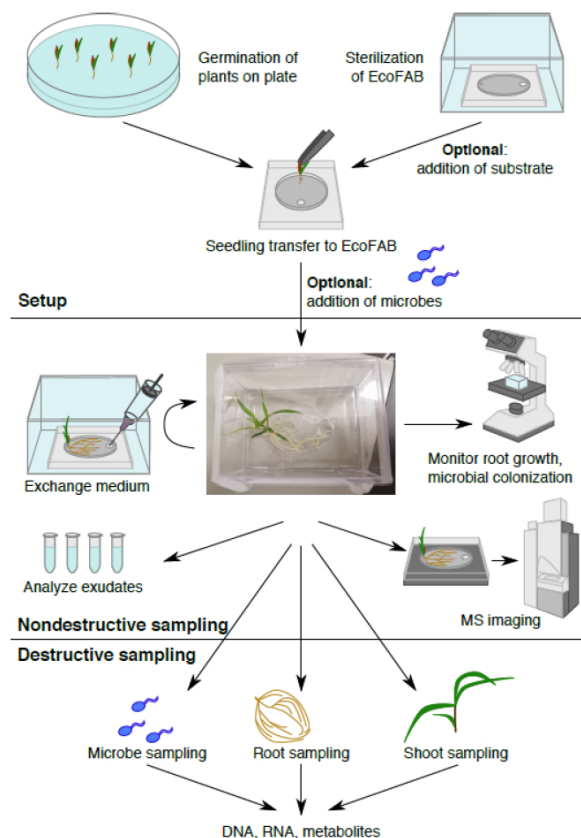 Germination of
plants on plate
Sterilization
of EcoFAB
Optional:
addition of substrate
Seedling transfer to EcoFAB
Optional:
addition of microbes
Setup
Exchange medium
Monitor root growth,
microbial colonization
Analyze exudates
MS imaging
Nondestructive sampling
Destructive sampling
Microbe sampling
Root sampling
Shoot sampling
DNA, RNA, metabolites